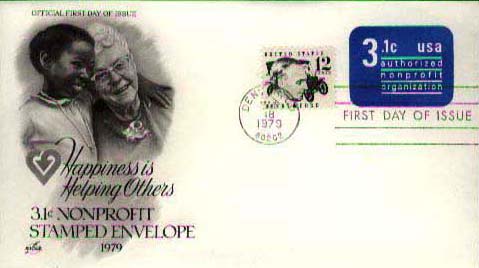 OFFICIAL FIRST DAY OF ISSUE
Happiness is
Helping Others
3.1¢ NONPROFIT
STAMPED ENVELOPE
1979
UNITED STATES
12
18
1979
3.1c usa
authorized
nonprofit
organization
FIRST DAY OF ISSUE